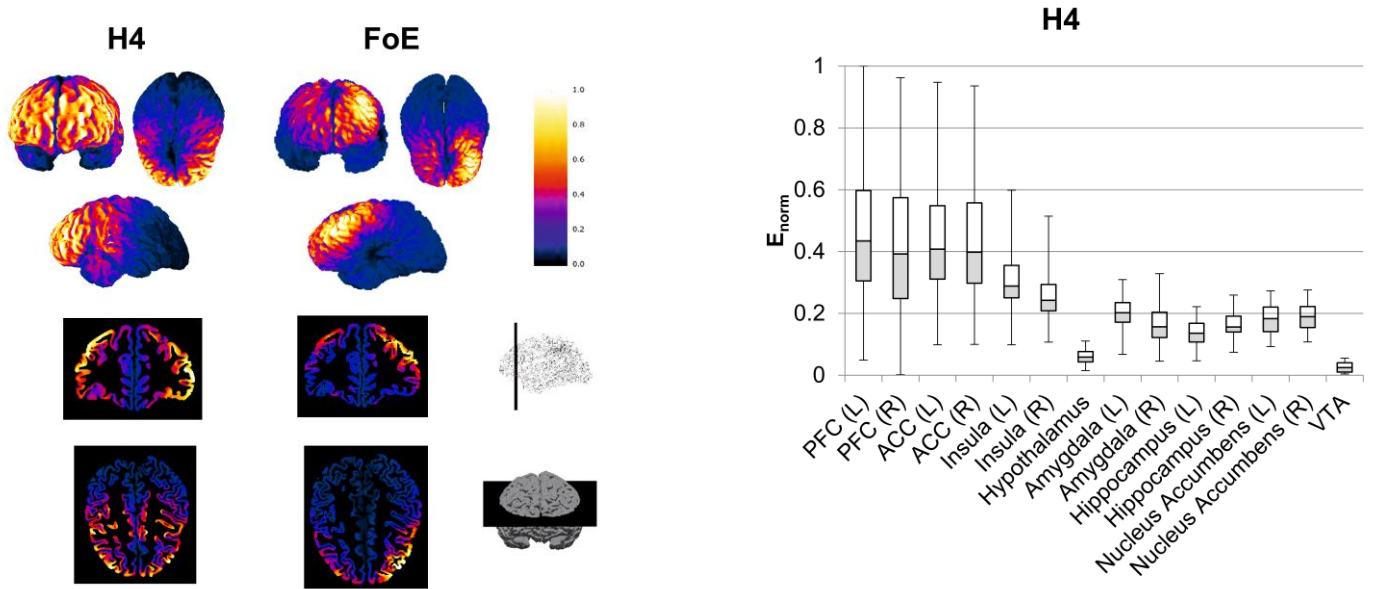 H4
FoE
1.0
0.8
0.6
0.4
0.2
0.0
H4
E_norm
1
0.8
0.6
0.4
0.2
0
PFC (L)
PFC (R)
ACC (L)
ACC (R)
Insula (L)
Insula (R)
Hypothalamus
Amygdala (L)
Amygdala (R)
Hippocampus (L)
Hippocampus (R)
Nucleus Accumbens (L)
Nucleus Accumbens (R)
VTA